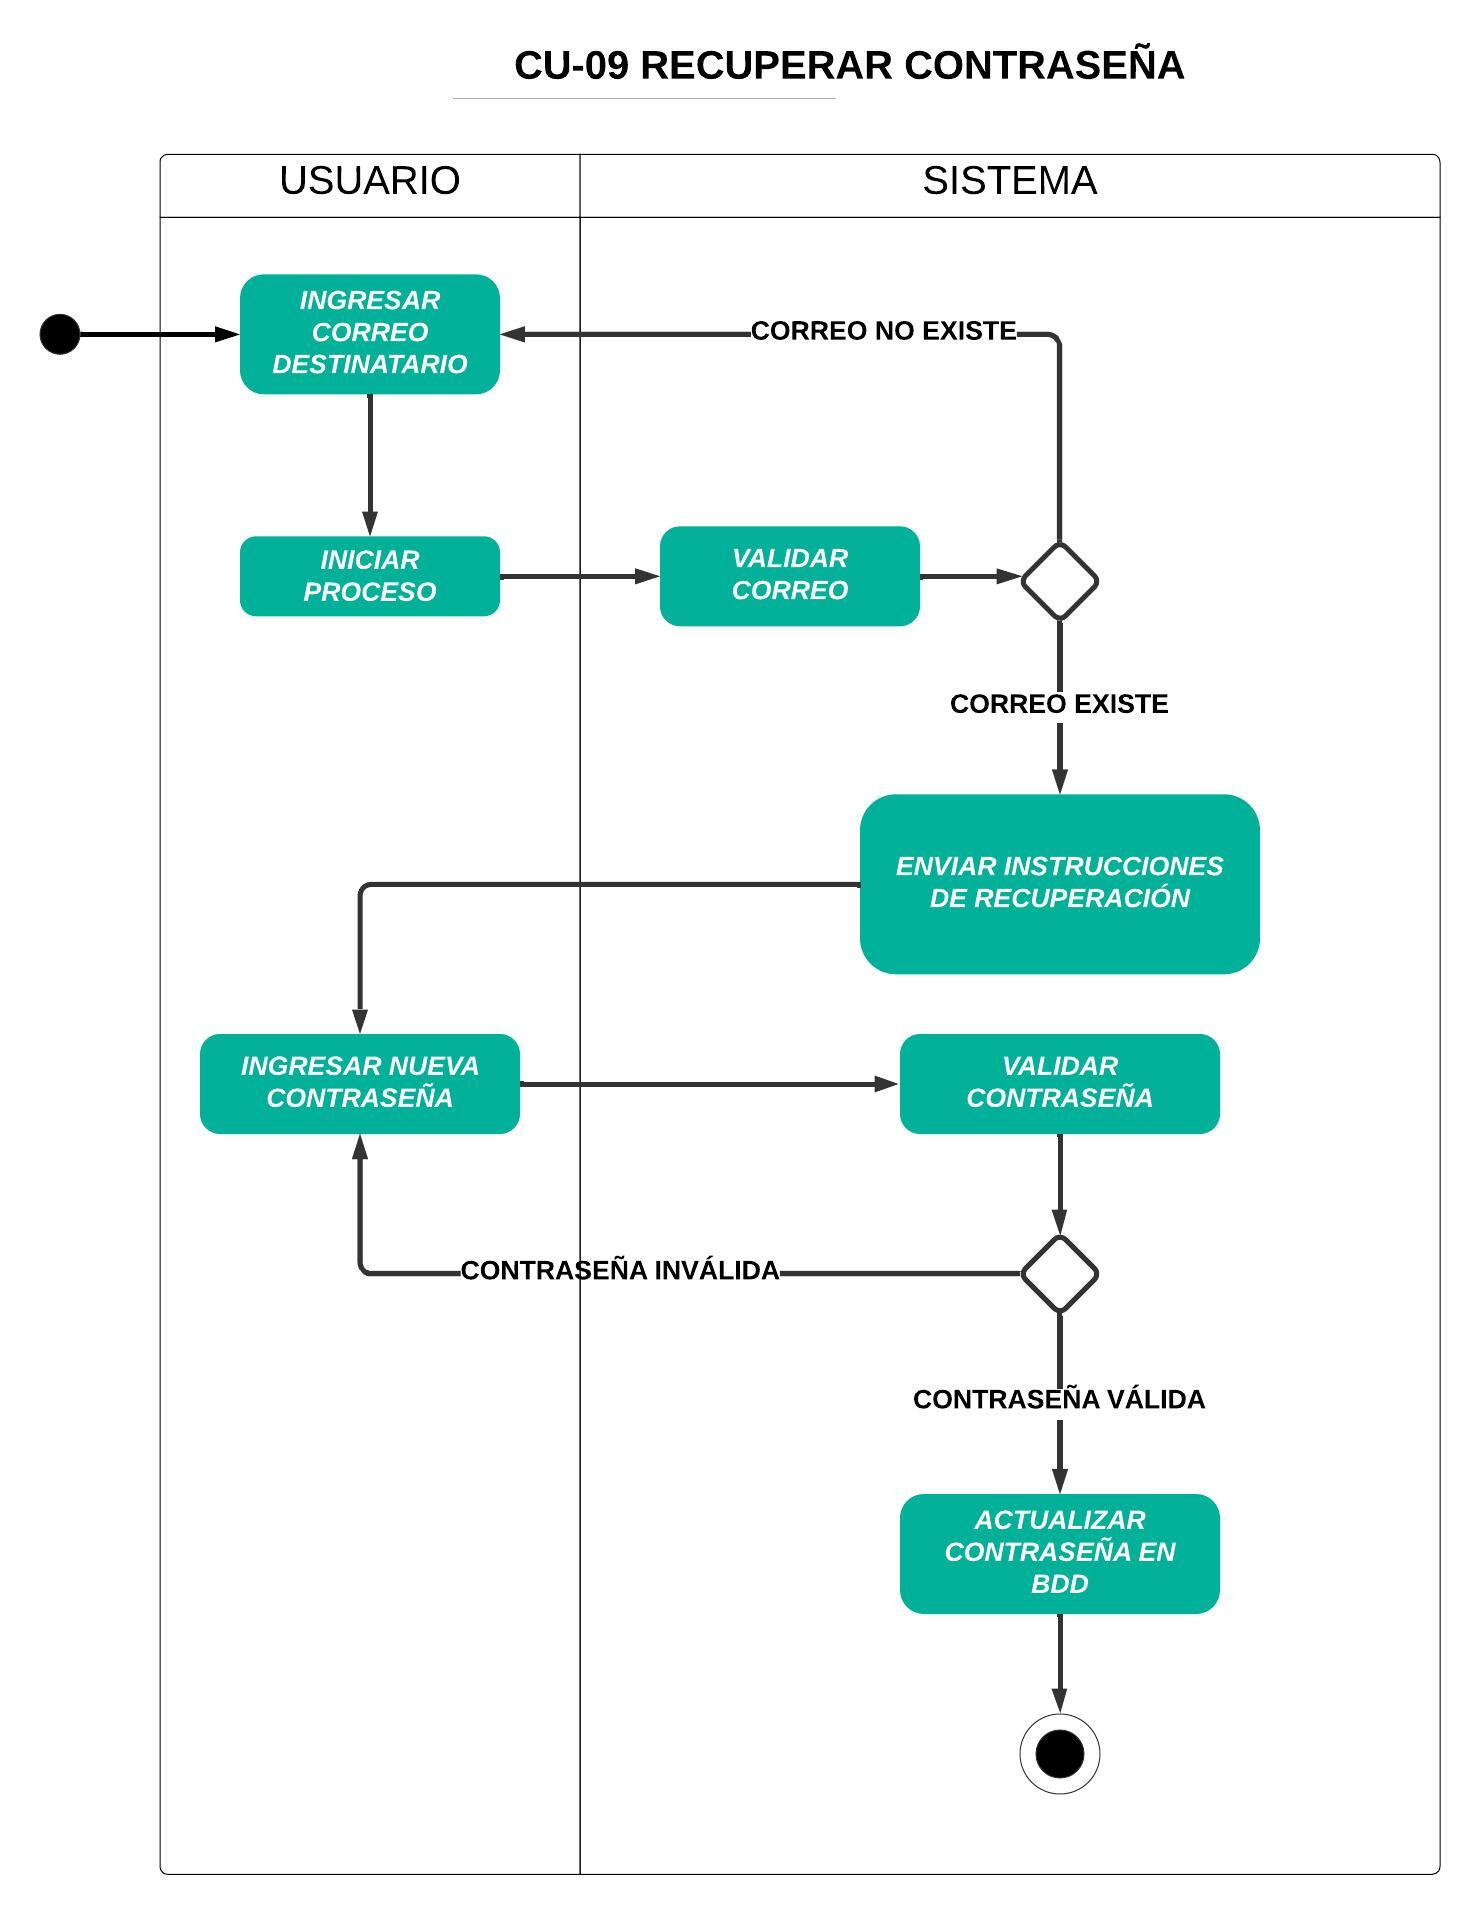 CU-09 RECUPERAR CONTRASEÑA
USUARIO
SISTEMA
INGRESAR
CORREO
DESTINATARIO
CORREO NO EXISTE
INICIAR
PROCESO
VALIDAR
CORREO
CORREO EXISTE
ENVIAR INSTRUCCIONES
DE RECUPERACIÓN
INGRESAR NUEVA
CONTRASEÑA
VALIDAR
CONTRASEÑA
CONTRASEÑA INVÁLIDA
CONTRASEÑA VÁLIDA
ACTUALIZAR
CONTRASEÑA EN
BDD